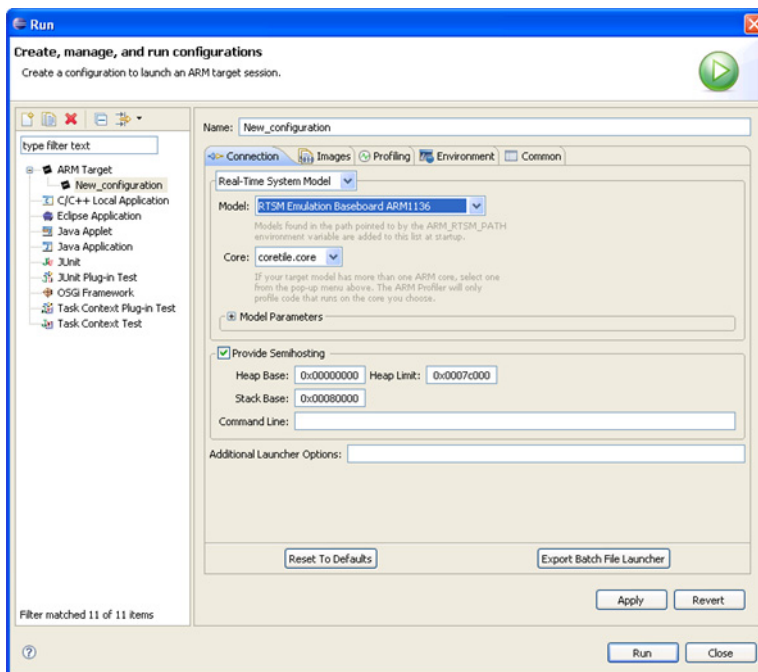 Run
Create, manage, and run configurations
Create a configuration to launch an ARM target session.
type filter text
ARM Target
New_configuration
C/C++ Local Application
Eclipse Application
Java Applet
Java Application
JUnit
JUnit Plug-in Test
OSGi Framework
Task Context Plug-in Test
Task Context Test
Filter matched 11 of 11 items
Name: New_configuration
Connection Images Profiling Environment Common
Real-Time System Model
Model: RTSM Emulation Baseboard ARM1136
Models found in the path pointed to by the ARM_RTSM_PATH
environment variable are added to this list at startup.
Core: coretile.core
If your target model has more than one ARM core, select one
from the pop-up menu above. The ARM Profiler will only
profile code that runs on the core you choose.
Model Parameters
Provide Semihosting
Heap Base: 0x00000000 Heap Limit: 0x0007c000
Stack Base: 0x00080000
Command Line:
Additional Launcher Options:
Reset To Defaults Export Batch File Launcher
Apply Revert
Run Close